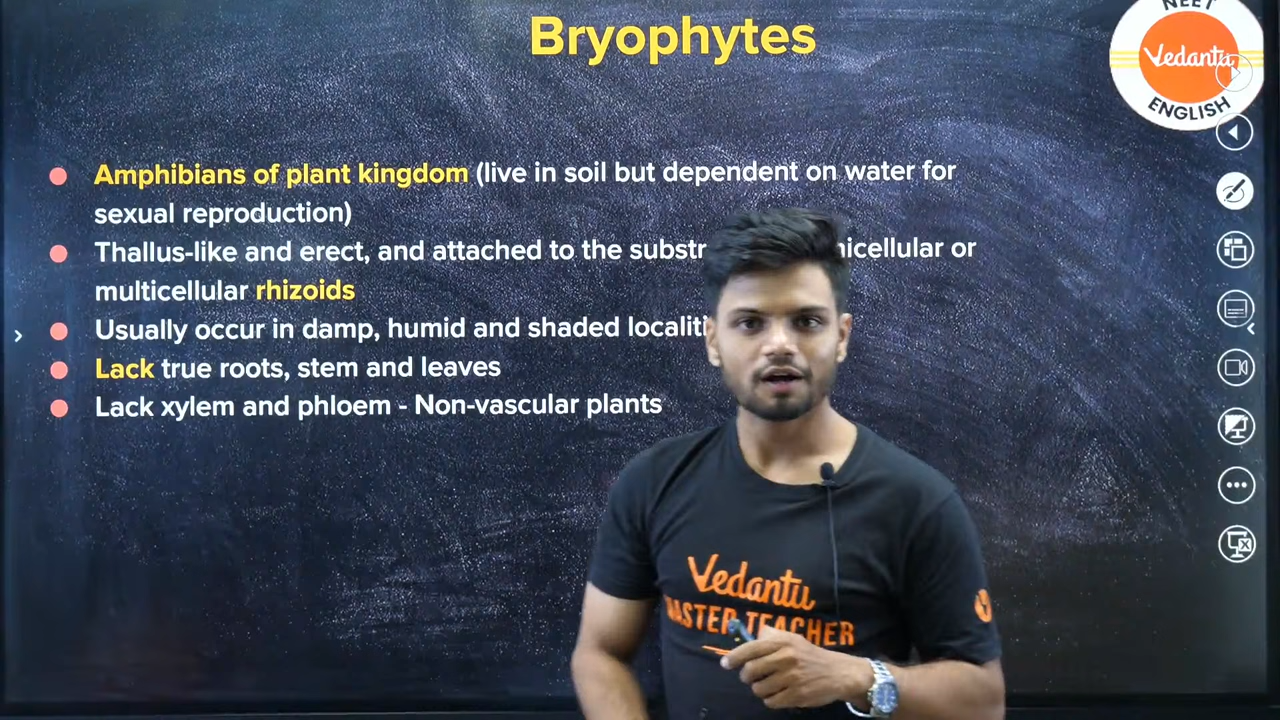 Bryophytes
NEET
Vedantu
ENGLISH
Amphibians of plant kingdom (live in soil but dependent on water for
sexual reproduction)
Thallus-like and erect, and attached to the
multicellular rhizoids
Usually occur in damp, humid and shaded
Lack true roots, stem and leaves
Lack xylem and phloem - Non-vascular plants
Vedantu
MASTER TEACHER